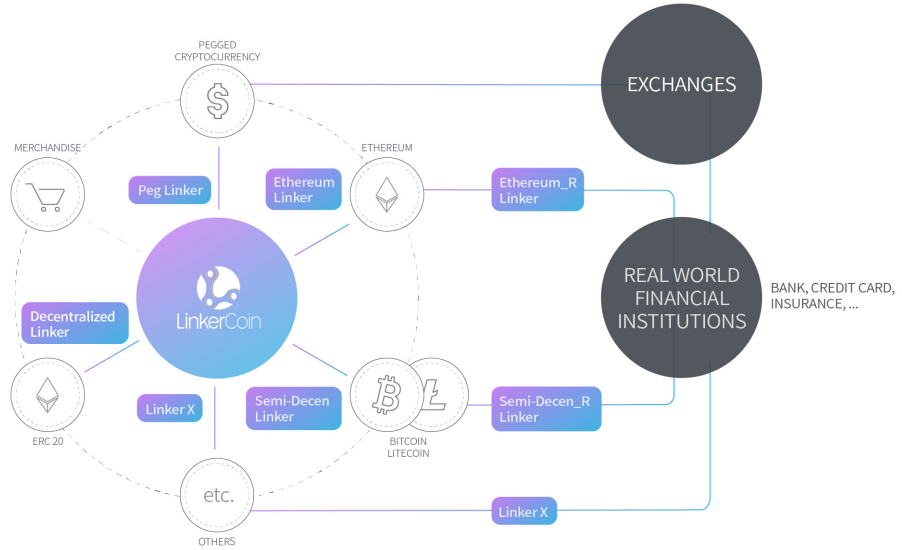 PEGGED
CRYPTOCURRENCY
EXCHANGES
MERCHANDISE
ETHEREUM
Peg Linker
Ethereum
Linker
Ethereum_R
Linker
LinkerCoin
REAL WORLD
FINANCIAL
INSTITUTIONS
BANK, CREDIT CARD,
INSURANCE, ...
Decentralized
Linker
Linker X
Semi-Decen
Linker
Semi-Decen_R
Linker
ERC 20
BITCOIN
LITECOIN
etc.
Linker X
OTHERS